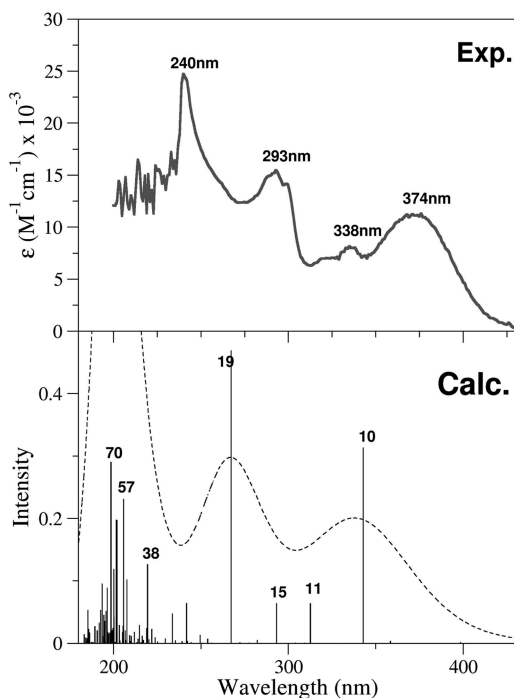 30
Exp.
240nm
25
20
293nm
15
374nm
338nm
10
5
0
ε (M⁻¹cm⁻¹) x 10⁻³
19
Calc.
0.4
10
70
57
0.2
38
15
11
0
Intensity
200
300
400
Wavelength (nm)